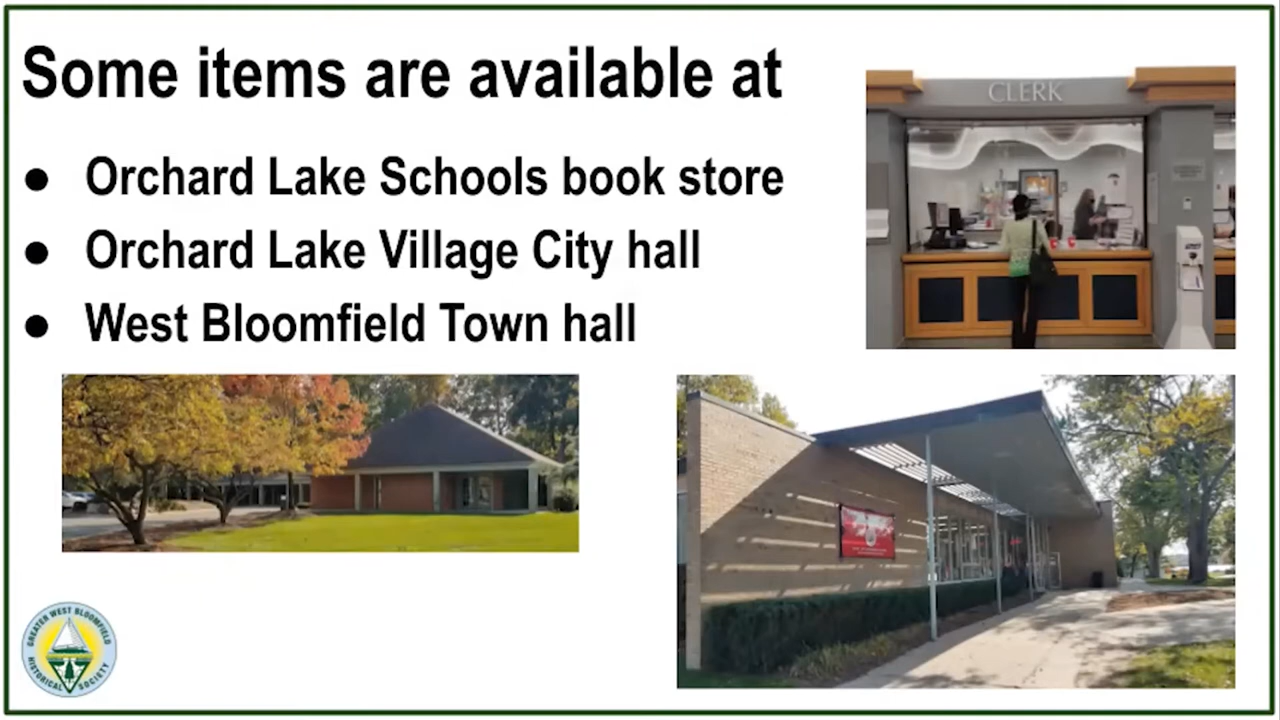 Some items are available at
● Orchard Lake Schools book store
● Orchard Lake Village City hall
● West Bloomfield Town hall
CLERK
GREATER WEST BLOOMFIELD
HISTORICAL SOCIETY